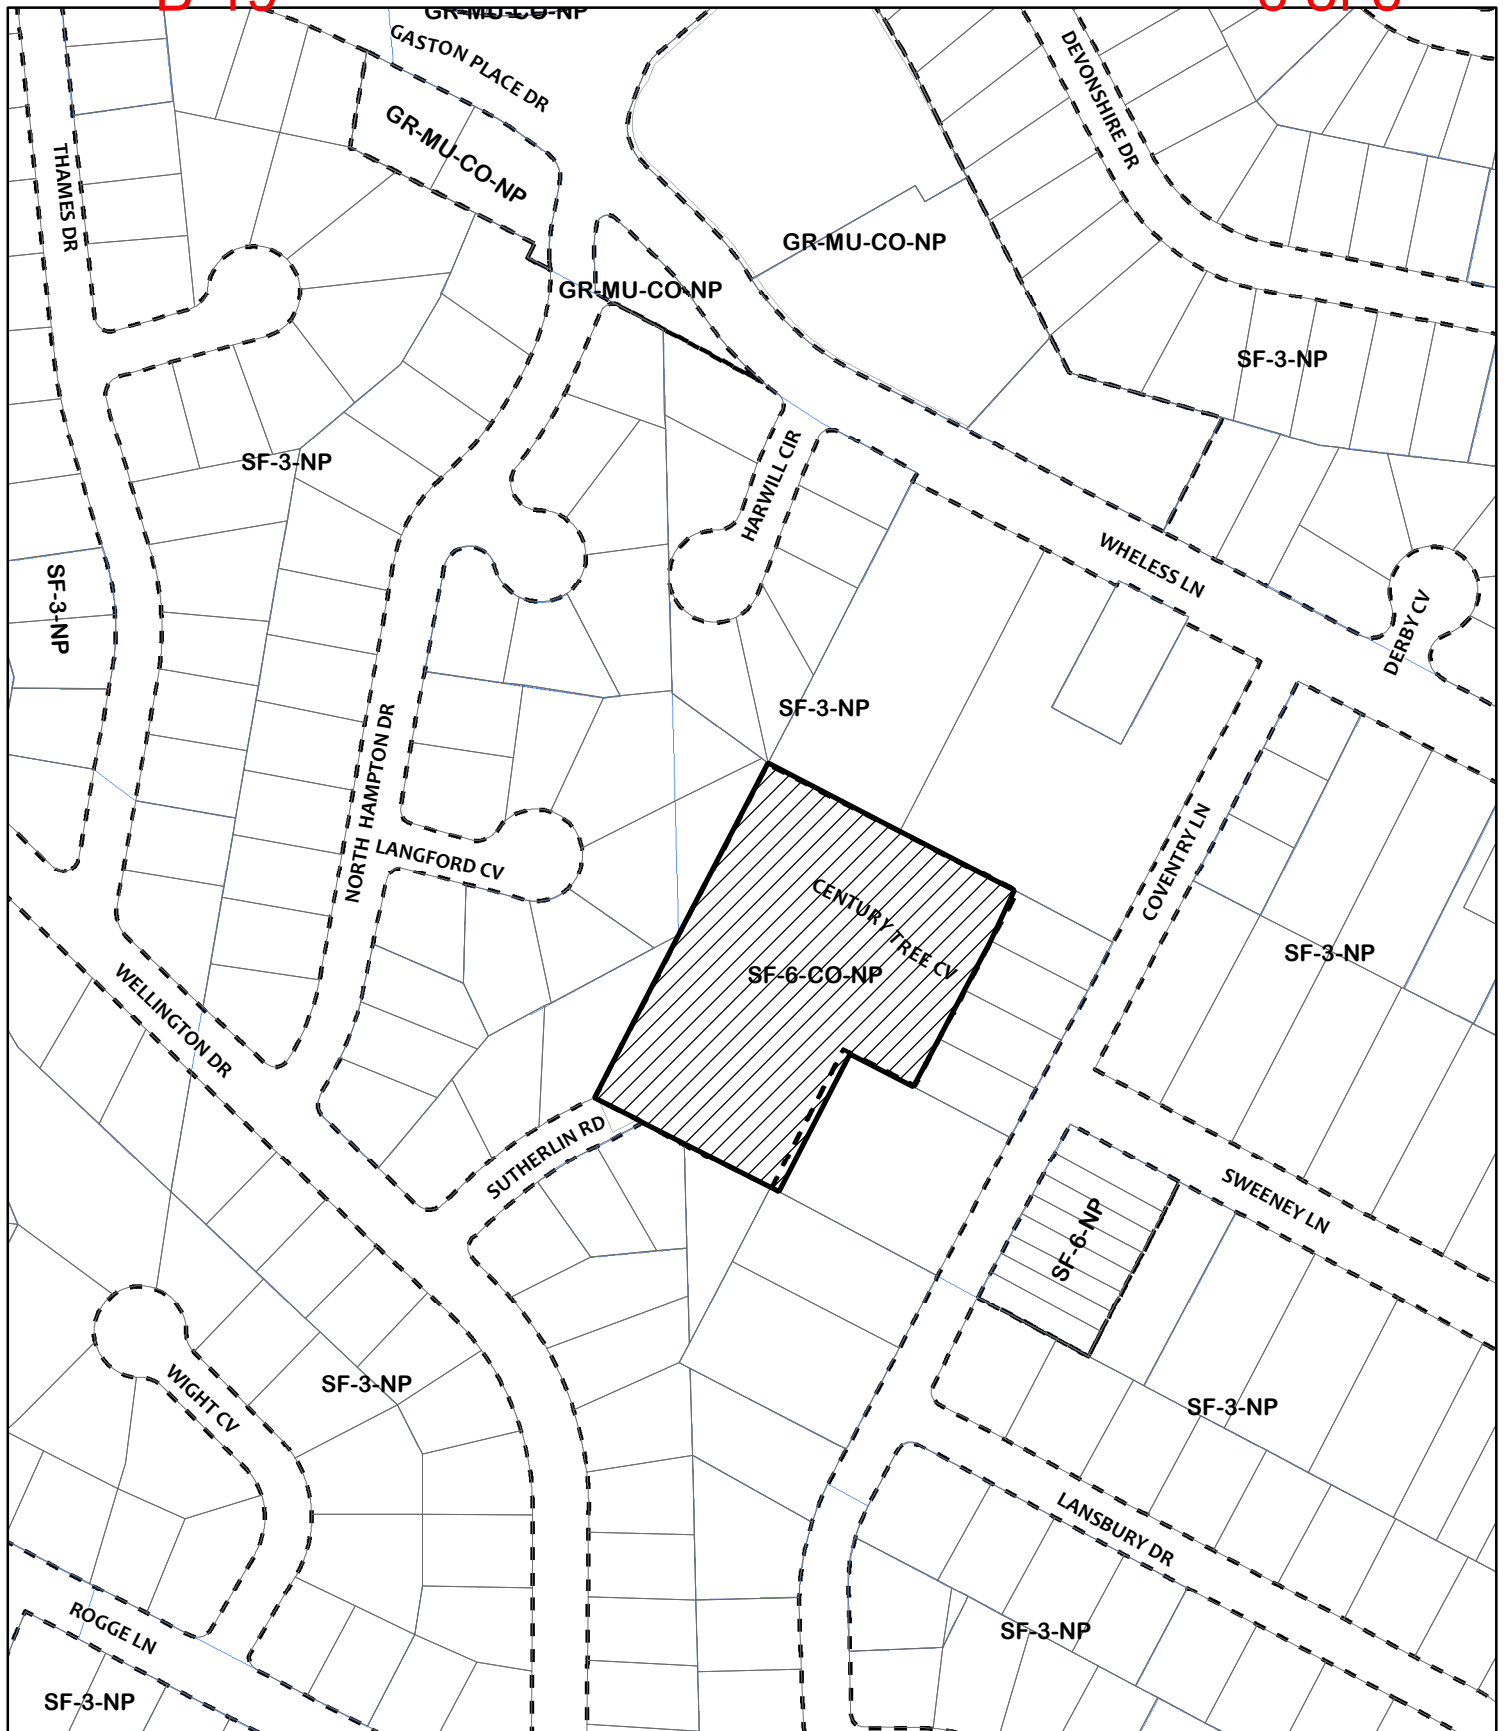 GR-MU-CO-NP
GASTON PLACE DR
DEVONSHIRE DR
GR-MU-CO-NP
THAMES DR
GR-MU-CO-NP
GR-MU-CO-NP
SF-3-NP
SF-3-NP
HARWILL CIR
WHELESS LN
SF-3-NP
DERBY CV
SF-3-NP
NORTH HAMPTON DR
LANGFORD CV
COVENTRY LN
CENTURY TREE CV
SF-3-NP
SF-6-CO-NP
WELLINGTON DR
SUTHERLIN RD
SWEENEY LN
SF-6-NP
SF-3-NP
WIGHT CV
SF-3-NP
LANSBURY DR
ROGGE LN
SF-3-NP
SF-3-NP